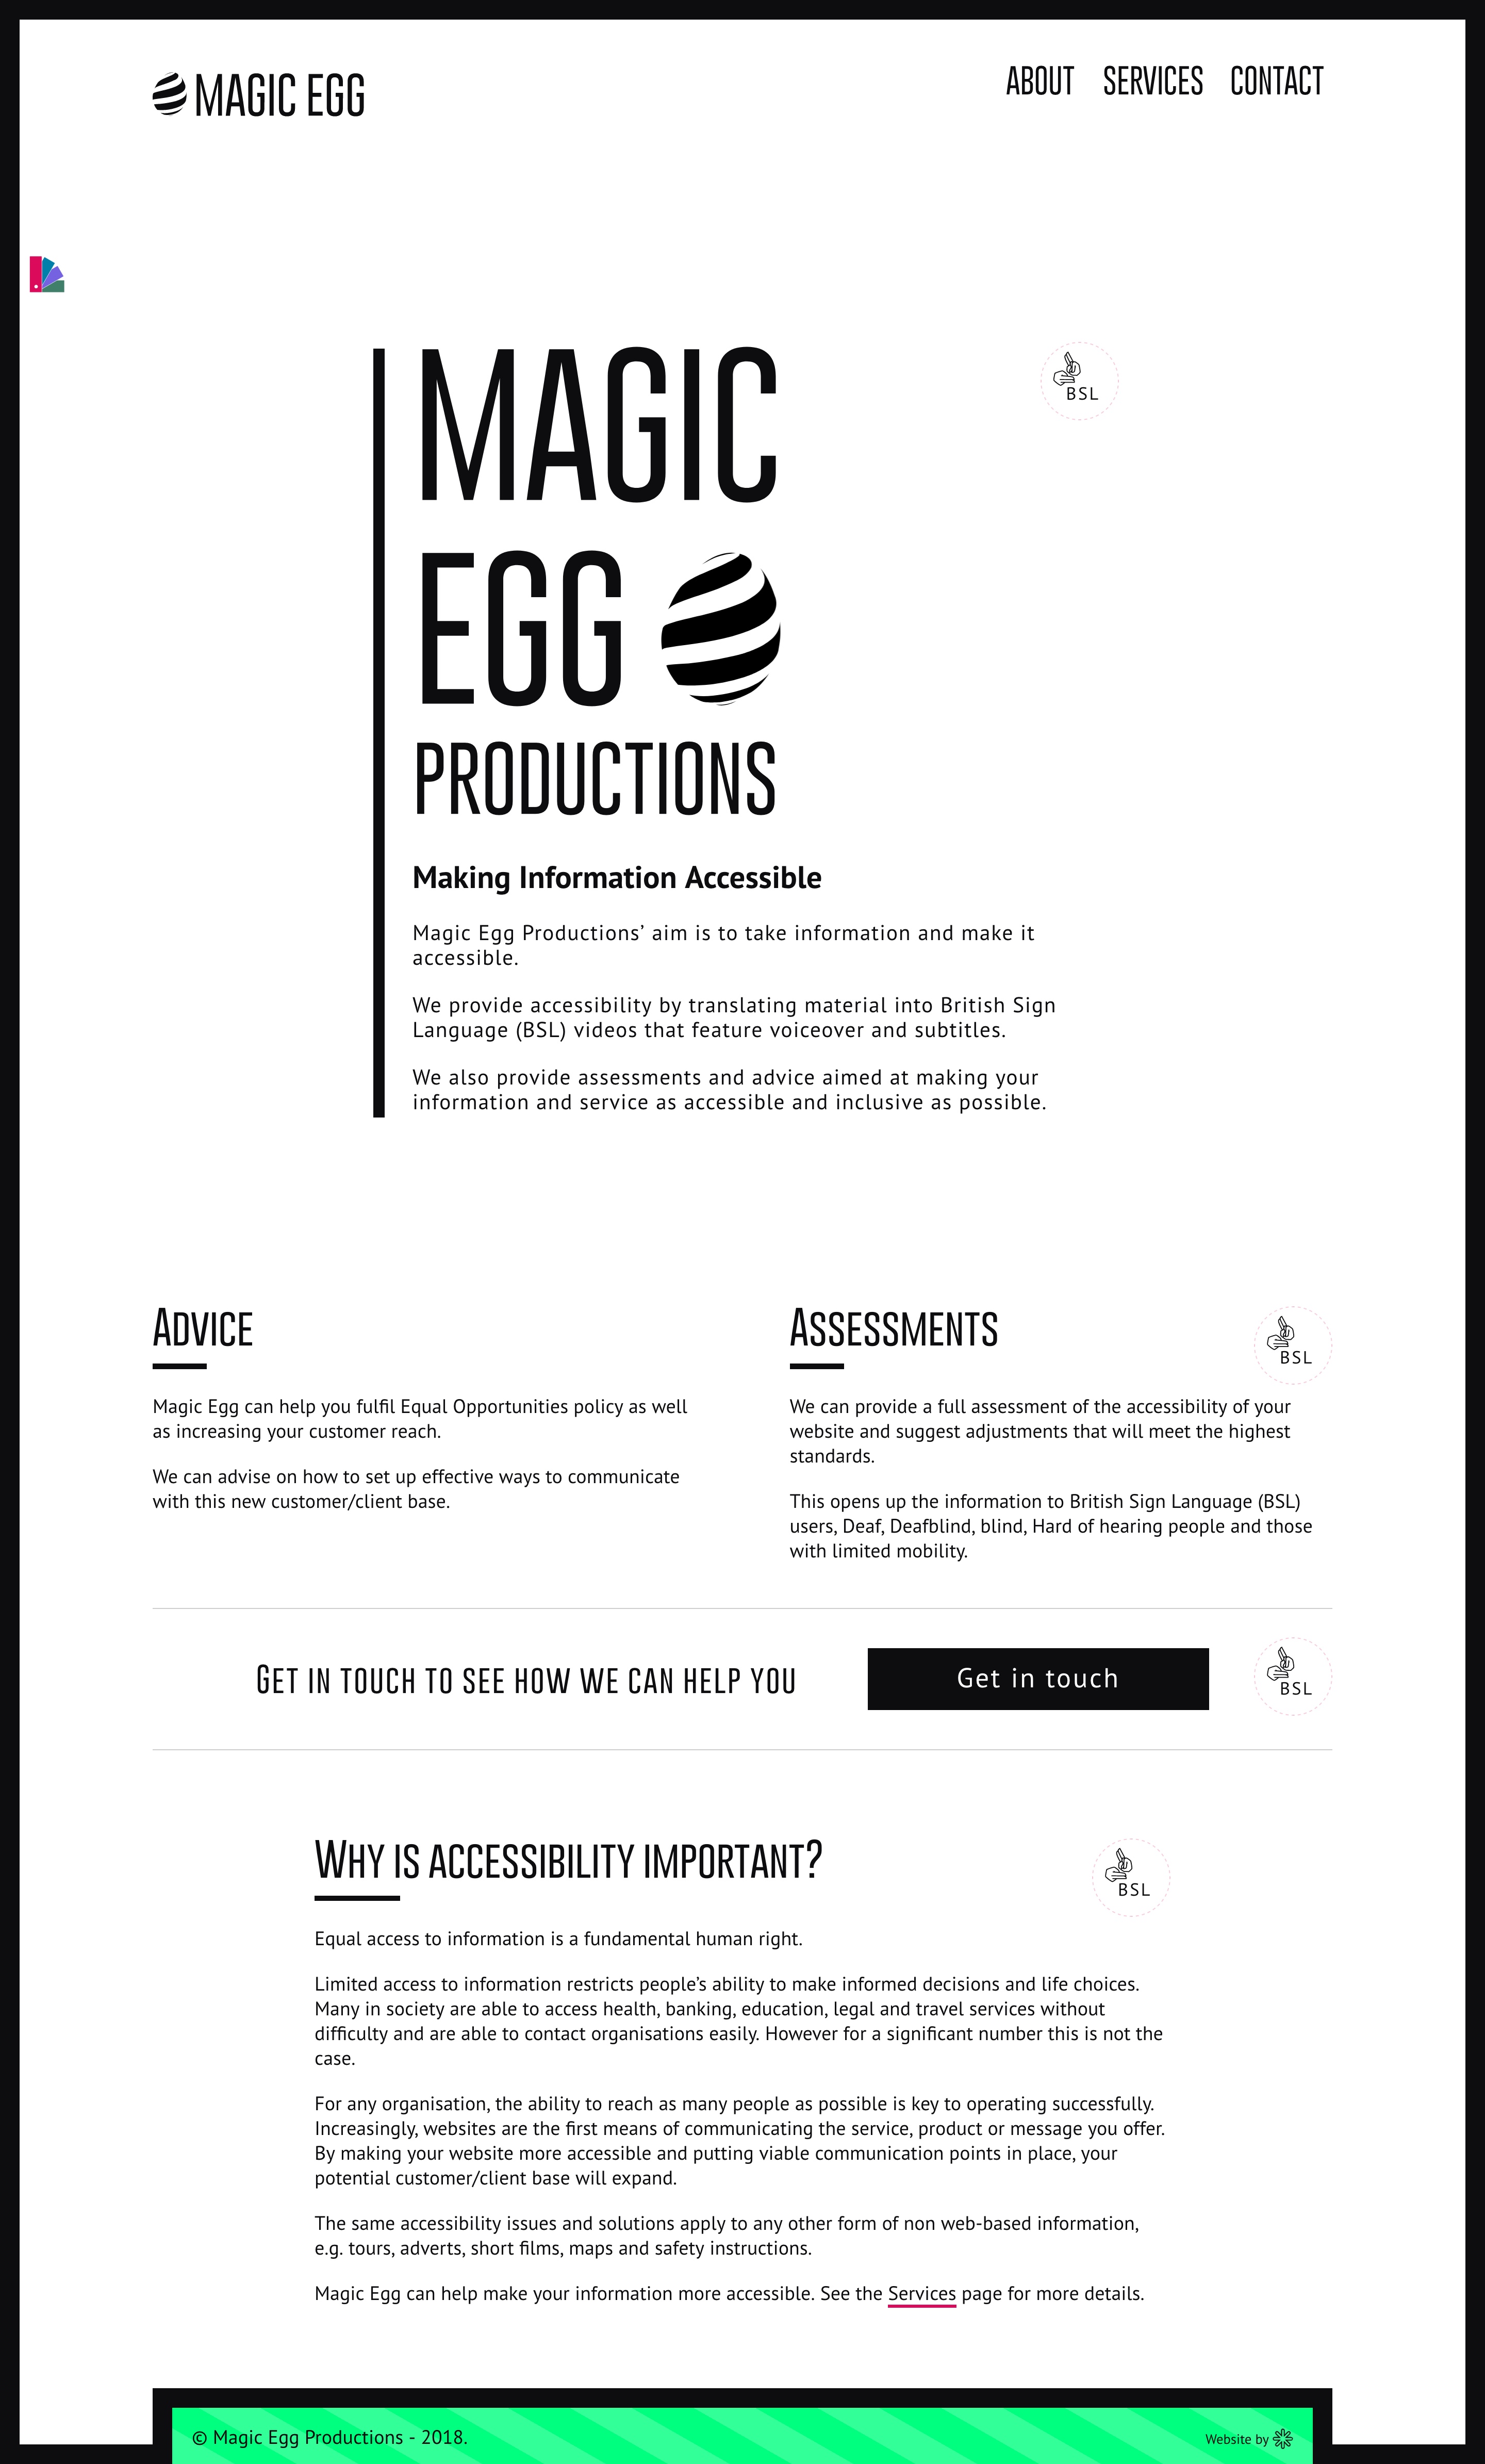 MAGIC EGG
ABOUT SERVICES CONTACT
MAGIC
BSL
EGG
PRODUCTIONS
Making Information Accessible
Magic Egg Productions’ aim is to take information and make it
accessible.
We provide accessibility by translating material into British Sign
Language (BSL) videos that feature voiceover and subtitles.
We also provide assessments and advice aimed at making your
information and service as accessible and inclusive as possible.
ADVICE
Magic Egg can help you fulfil Equal Opportunities policy as well
as increasing your customer reach.
We can advise on how to set up effective ways to communicate
with this new customer/client base.
ASSESSMENTS
BSL
We can provide a full assessment of the accessibility of your
website and suggest adjustments that will meet the highest
standards.
This opens up the information to British Sign Language (BSL)
users, Deaf, Deafblind, blind, Hard of hearing people and those
with limited mobility.
GET IN TOUCH TO SEE HOW WE CAN HELP YOU
Get in touch
BSL
WHY IS ACCESSIBILITY IMPORTANT?
BSL
Equal access to information is a fundamental human right.
Limited access to information restricts people’s ability to make informed decisions and life choices.
Many in society are able to access health, banking, education, legal and travel services without
difficulty and are able to contact organisations easily. However for a significant number this is not the
case.
For any organisation, the ability to reach as many people as possible is key to operating successfully.
Increasingly, websites are the first means of communicating the service, product or message you offer.
By making your website more accessible and putting viable communication points in place, your
potential customer/client base will expand.
The same accessibility issues and solutions apply to any other form of non web-based information,
e.g. tours, adverts, short films, maps and safety instructions.
Magic Egg can help make your information more accessible. See the Services page for more details.
© Magic Egg Productions - 2018.
Website by